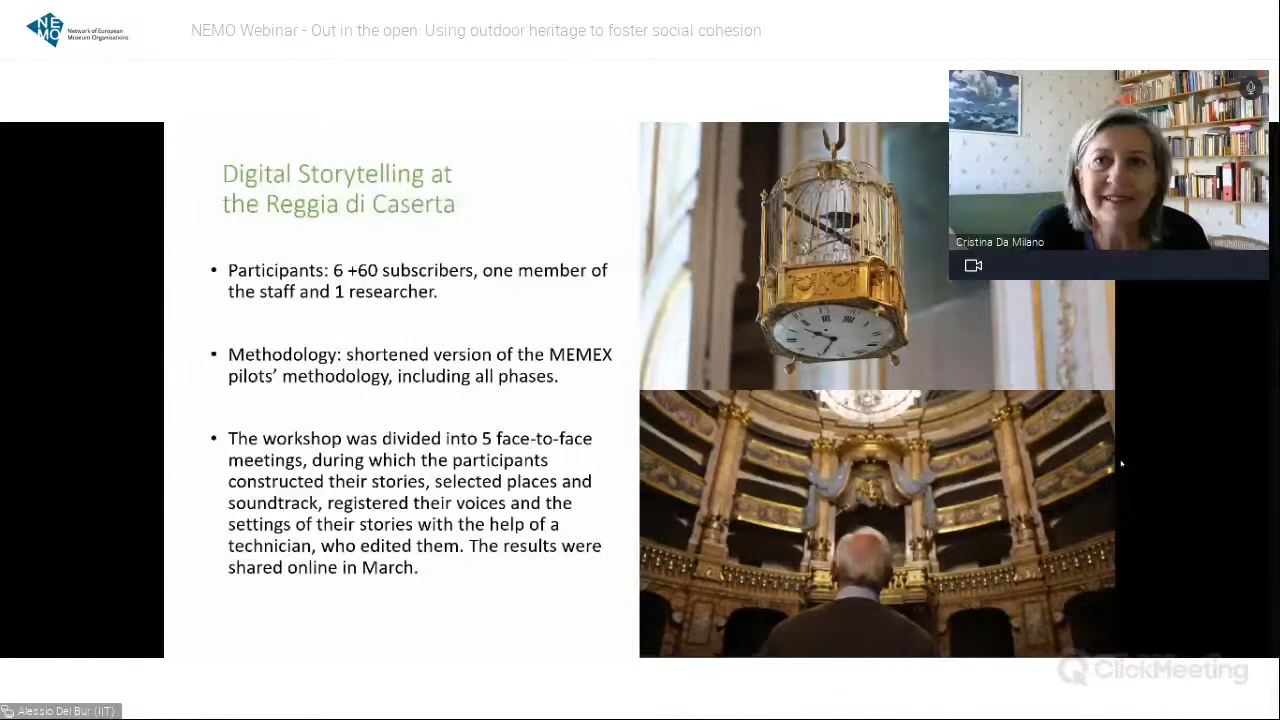 NE
MO
Network of European
Museum Organisations
NEMO Webinar - Out in the open: Using outdoor heritage to foster social cohesion
Cristina Da Milano
Digital Storytelling at
the Reggia di Caserta
• Participants: 6 +60 subscribers, one member of
the staff and 1 researcher.
• Methodology: shortened version of the MEMEX
pilots’ methodology, including all phases.
• The workshop was divided into 5 face-to-face
meetings, during which the participants
constructed their stories, selected places and
soundtrack, registered their voices and the
settings of their stories with the help of a
technician, who edited them. The results were
shared online in March.
ClickMeeting
Alessio Del Bur (IIT)